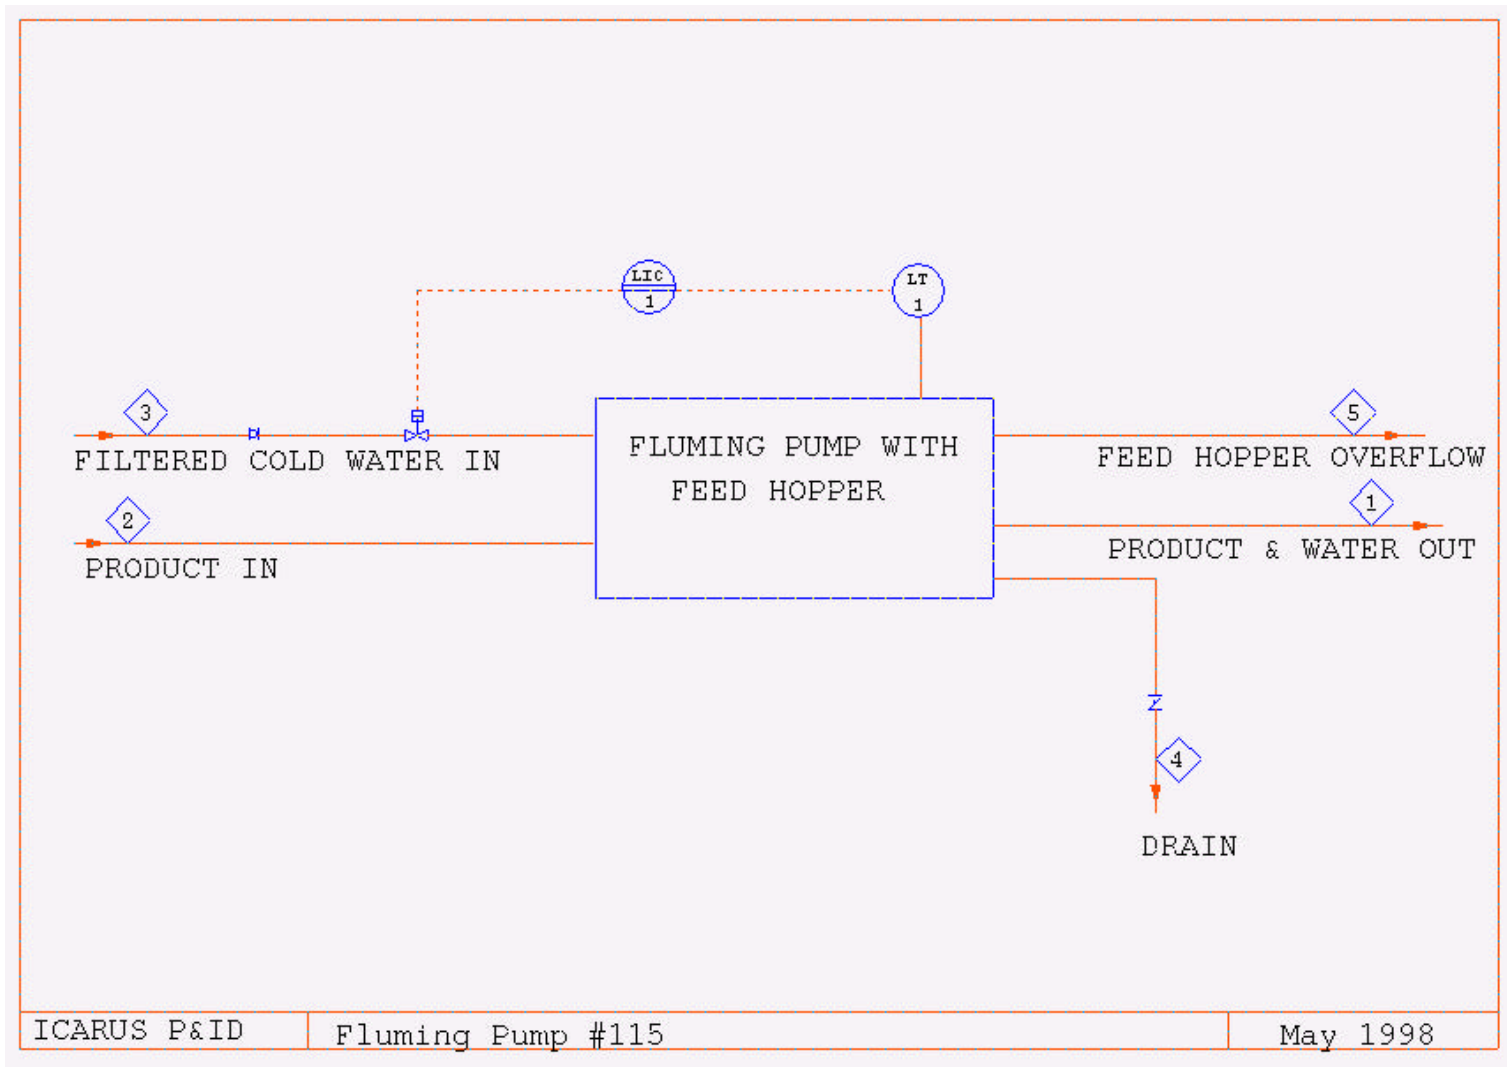 LIC
1
LT
1
3
FILTERED COLD WATER IN
2
PRODUCT IN
FLUMING PUMP WITH
FEED HOPPER
5
FEED HOPPER OVERFLOW
1
PRODUCT & WATER OUT
4
DRAIN
ICARUS P&ID
Fluming Pump #115
May 1998